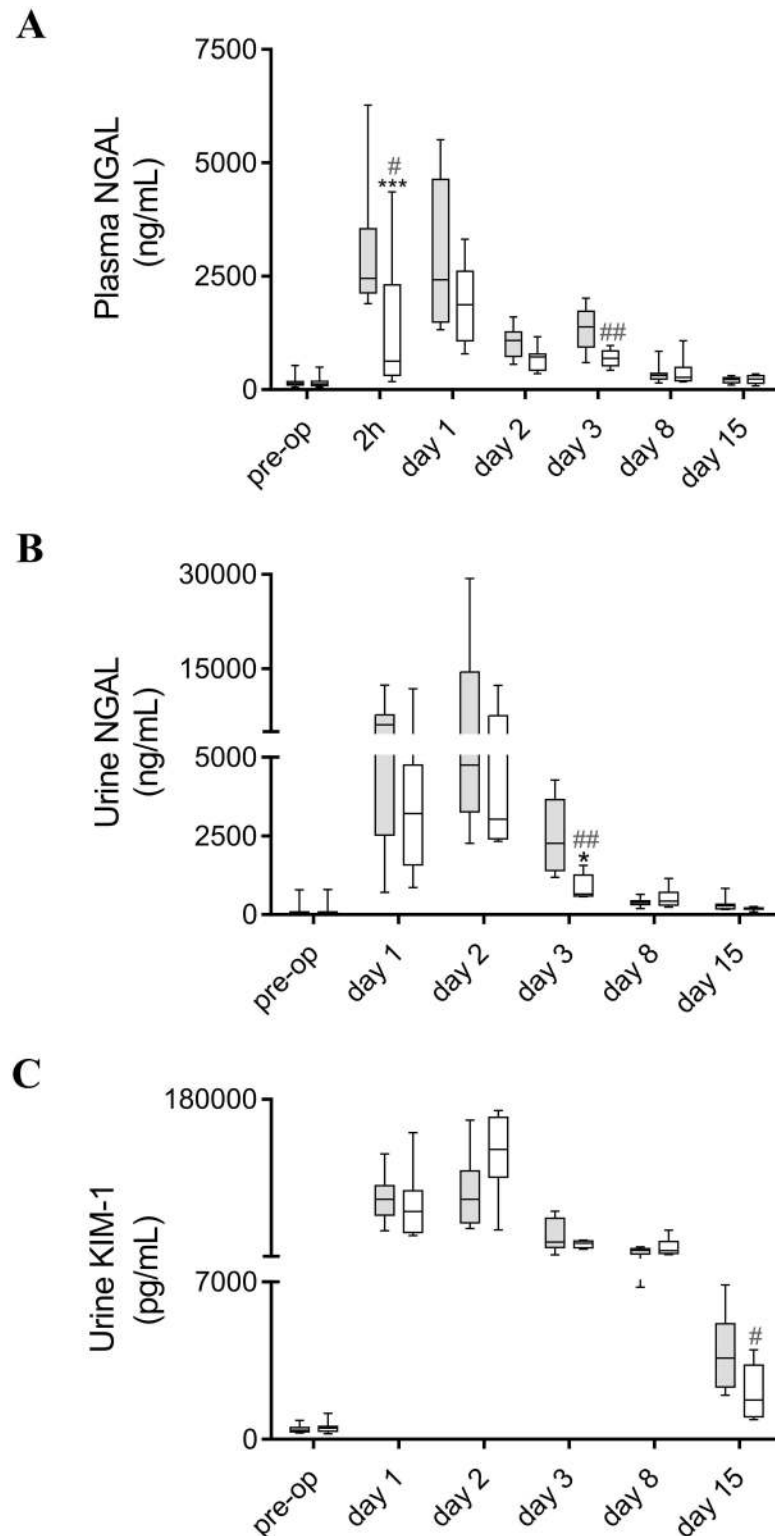 A
Plasma NGAL
(ng/mL)
7500
5000
2500
0
#
***
##
pre-op
2h
day 1
day 2
day 3
day 8
day 15
B
Urine NGAL
(ng/mL)
30000
15000
5000
2500
0
##
*
pre-op
day 1
day 2
day 3
day 8
day 15
C
Urine KIM-1
(pg/mL)
180000
7000
0
#
pre-op
day 1
day 2
day 3
day 8
day 15